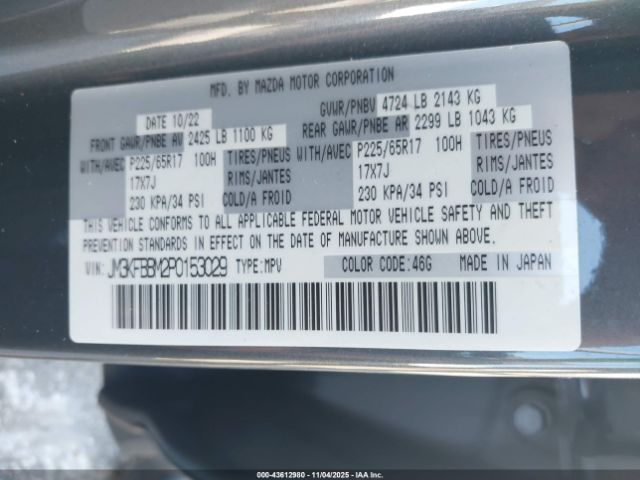 MFD. BY MAZDA MOTOR CORPORATION
DATE 10/22 GVWR/PNBV 4724 LB 2143 KG
FRONT GAWR/PNBE AV 2425 LB 1100 KG REAR GAWR/PNBE AR 2299 LB 1043 KG
WITH/AVEC P225/65R17 100H TIRES/PNEUS WITH/AVEC P225/65R17 100H TIRES/PNEUS
17X7J RIMS/JANTES 17X7J RIMS/JANTES
230 KPA/34 PSI COLD/A FROID 230 KPA/34 PSI COLD/A FROID
THIS VEHICLE CONFORMS TO ALL APPLICABLE FEDERAL MOTOR VEHICLE SAFETY AND THEFT
PREVENTION STANDARDS IN EFFECT ON THE DATE OF MANUFACTURE SHOWN ABOVE.
VIN: JM3KFBBM2P0153029 TYPE:MPV COLOR CODE:46G MADE IN JAPAN
000-43612980 - 11/04/2025 - IAAI.COM